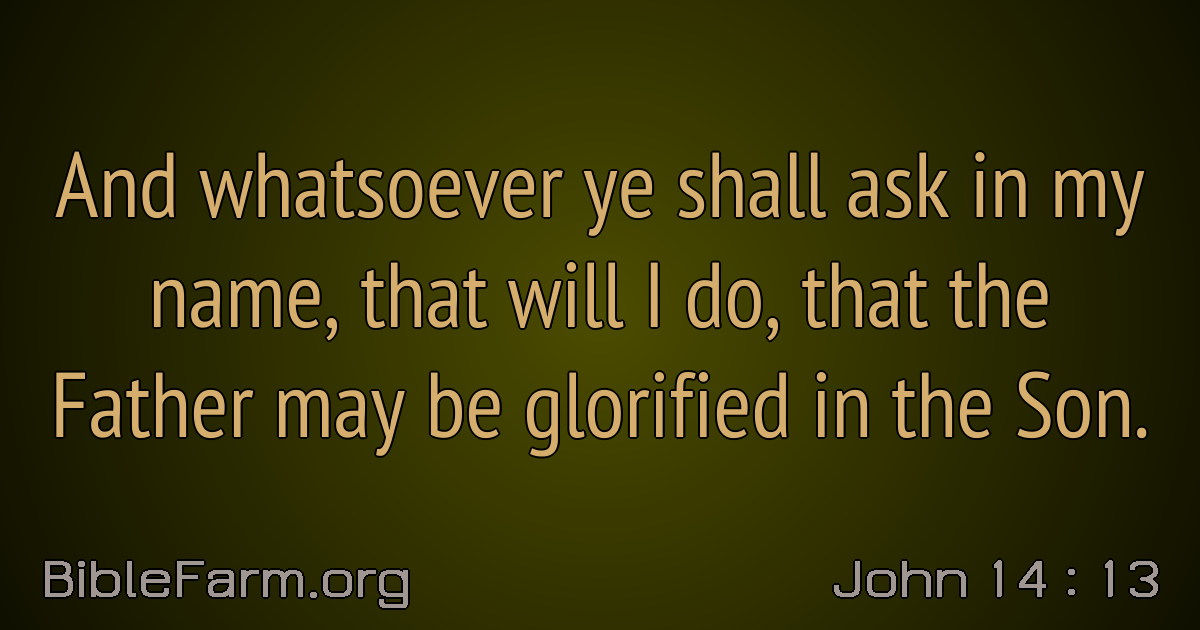 And whatsoever ye shall ask in my
name, that will I do, that the
Father may be glorified in the Son.
BibleFarm.org
John 14 : 13